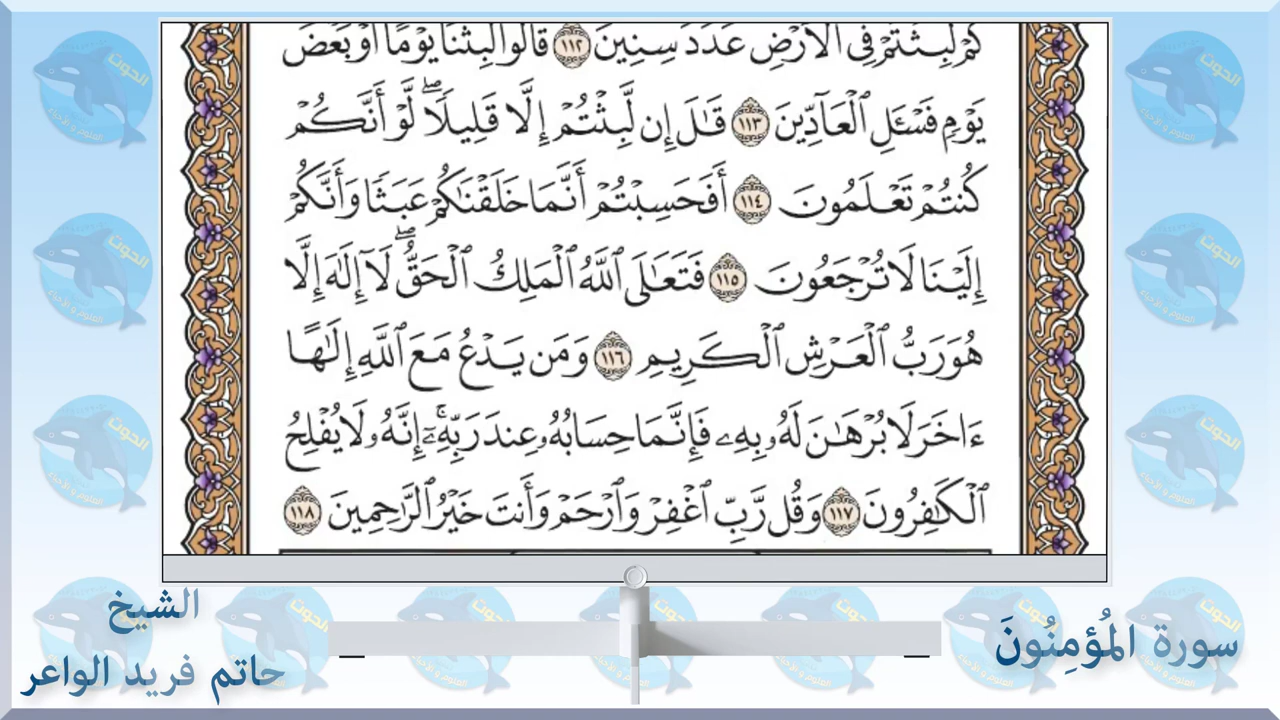 كَمْ لَبِثْتُمْ فِى ٱلْأَرْضِ عَدَدَ سِنِينَ ١١٢ قَالُوا۟ لَبِثْنَا يَوْمًا أَوْ بَعْضَ
يَوْمٍ فَسْـَٔلِ ٱلْعَآدِّينَ ١١٣ قَـٰلَ إِن لَّبِثْتُمْ إِلَّا قَلِيلًا ۖ لَّوْ أَنَّكُمْ
كُنتُمْ تَعْلَمُونَ ١١٤ أَفَحَسِبْتُمْ أَنَّمَا خَلَقْنَـٰكُمْ عَبَثًا وَأَنَّكُمْ
إِلَيْنَا لَا تُرْجَعُونَ ١١٥ فَتَعَـٰلَى ٱللَّهُ ٱلْمَلِكُ ٱلْحَقُّ ۖ لَآ إِلَـٰهَ إِلَّا
هُوَ رَبُّ ٱلْعَرْشِ ٱلْكَرِيمِ ١١٦ وَمَن يَدْعُ مَعَ ٱللَّهِ إِلَـٰهًا
ءَاخَرَ لَا بُرْهَـٰنَ لَهُۥ بِهِۦ فَإِنَّمَا حِسَابُهُۥ عِندَ رَبِّهِۦٓ ۚ إِنَّهُۥ لَا يُفْلِحُ
ٱلْكَـٰفِرُونَ ١١٧ وَقُل رَّبِّ ٱغْفِرْ وَٱرْحَمْ وَأَنتَ خَيْرُ ٱلرَّٰحِمِينَ ١١٨
سورة المُؤمِنُونَ
الشيخ
حاتم فريد الواعر
الحوت